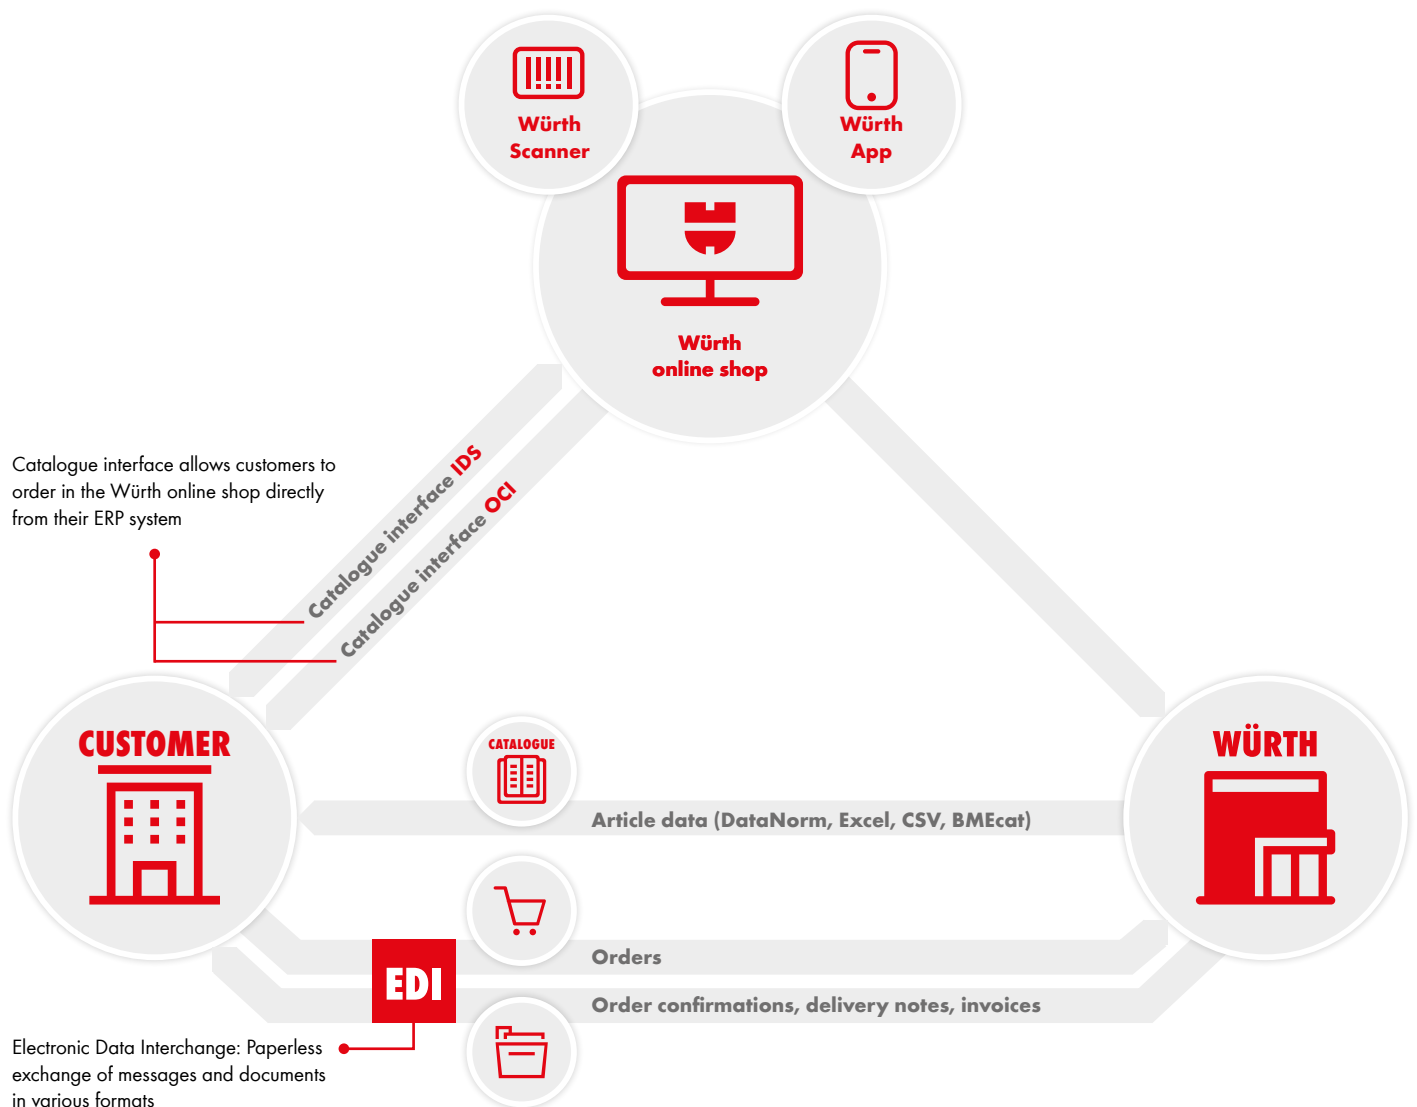 Würth
Scanner
Würth
App
Würth
online shop
Catalogue interface allows customers to
order in the Würth online shop directly
from their ERP system
Catalogue interface IDS
Catalogue interface OCI
CUSTOMER
WÜRTH
CATALOGUE
Article data (DataNorm, Excel, CSV, BMEcat)
Orders
EDI
Order confirmations, delivery notes, invoices
Electronic Data Interchange: Paperless
exchange of messages and documents
in various formats